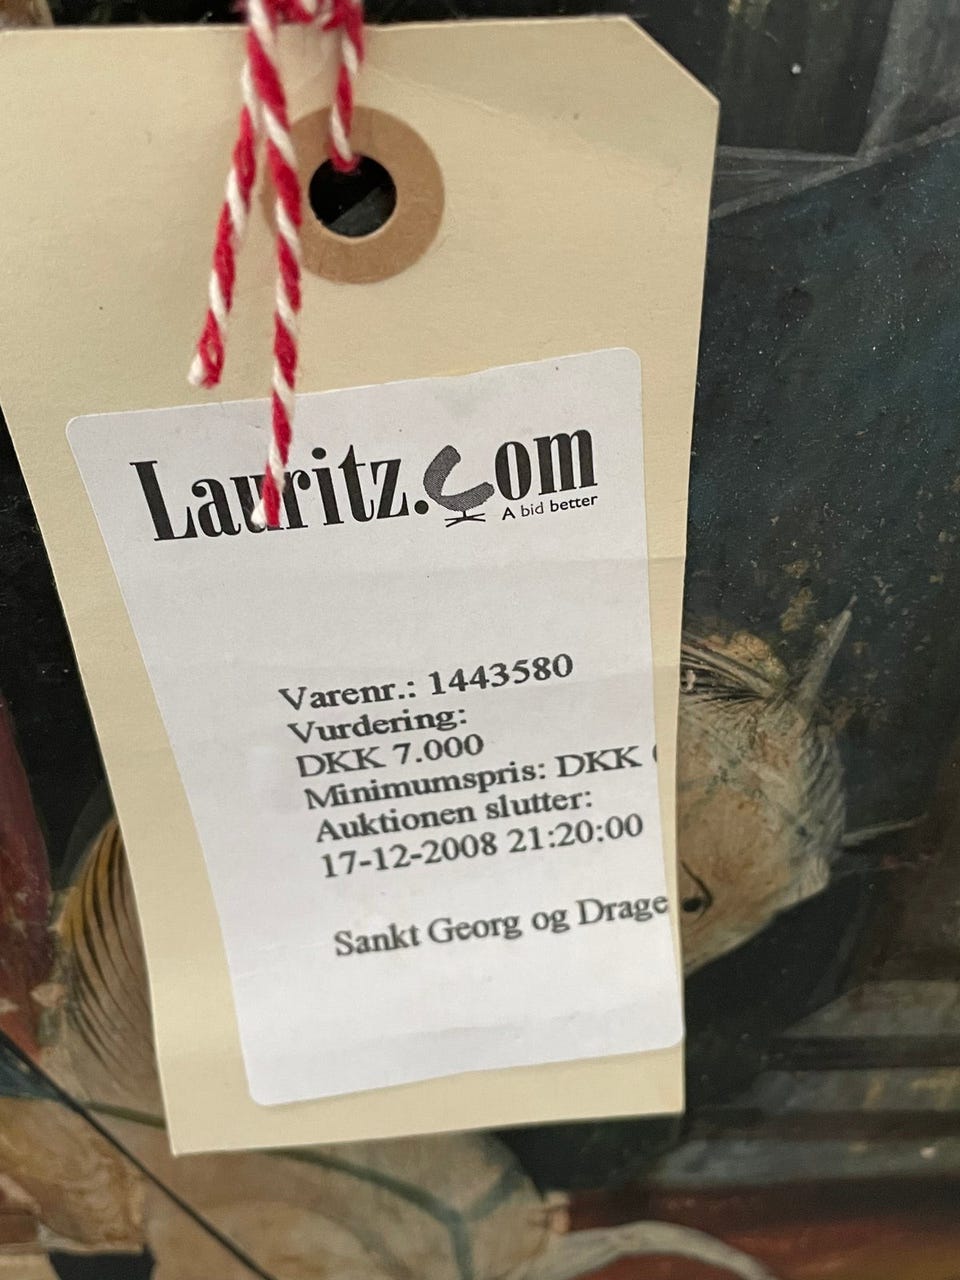 Lauritz.Com
A bid better
Varenr.: 1443580
Vurdering:
DKK 7.000
Minimumspris: DKK
Auktionen slutter:
17-12-2008 21:20:00
Sankt Georg og Drage